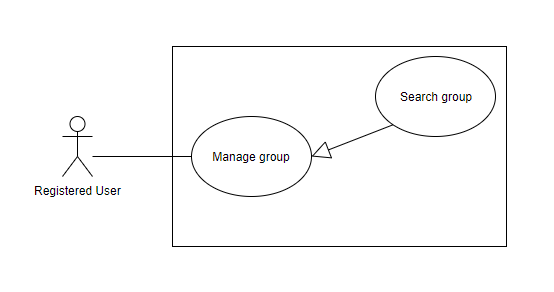 Search group
Manage group
Registered User